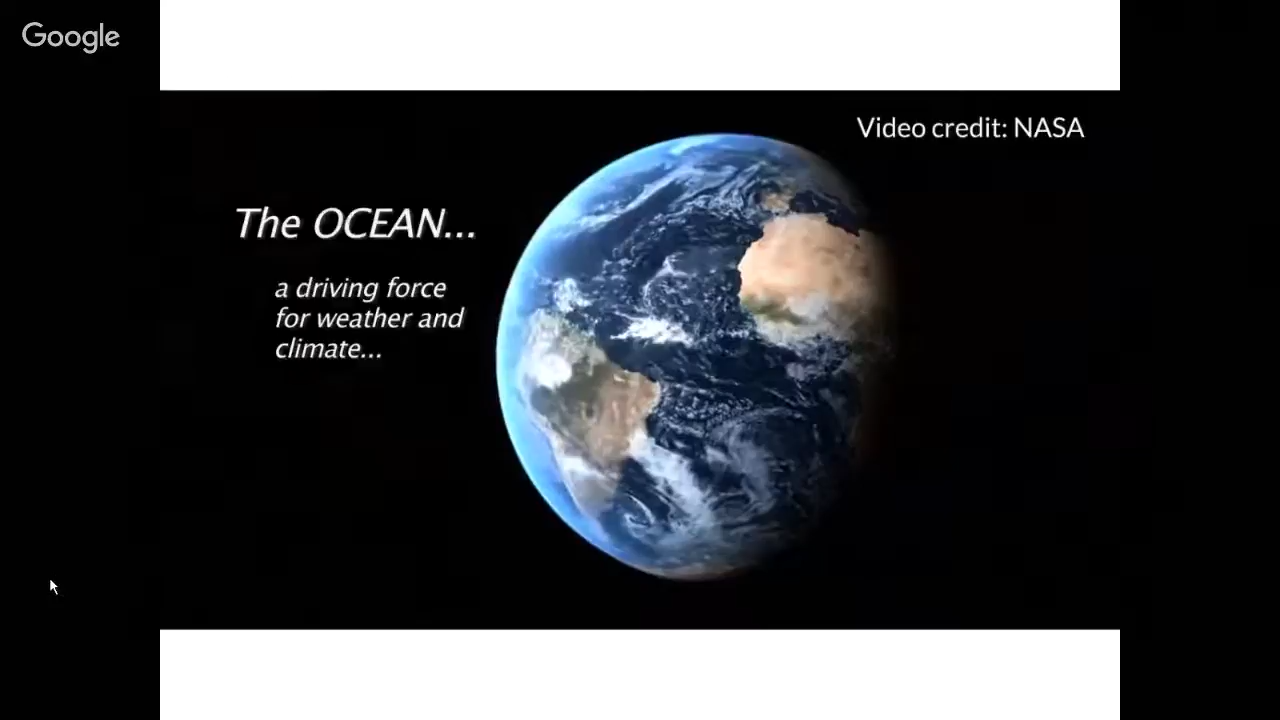 Google
Video credit: NASA
The OCEAN...
a driving force
for weather and
climate...